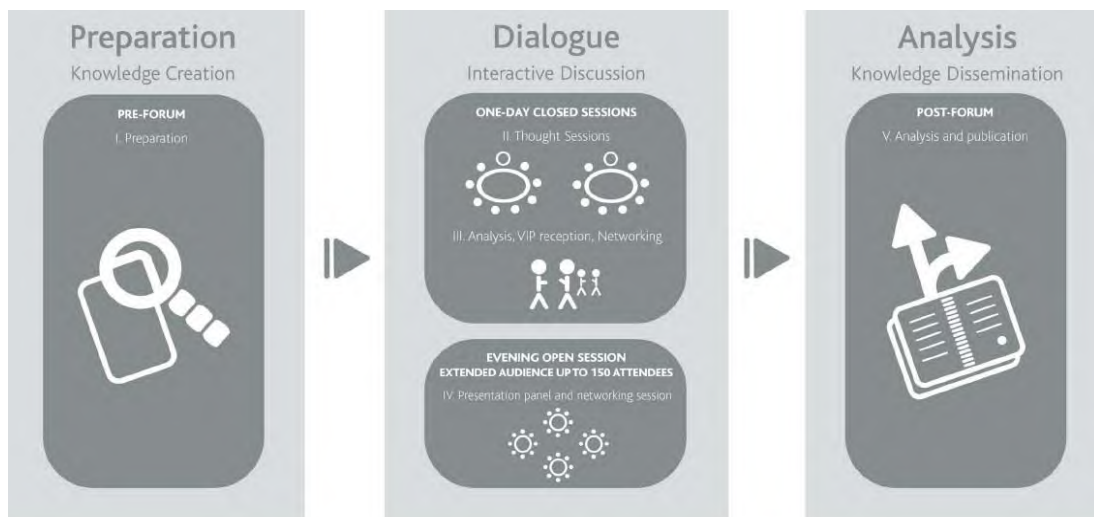 Preparation
Knowledge Creation
PRE-FORUM
I. Preparation
Dialogue
Interactive Discussion
ONE-DAY CLOSED SESSIONS
II. Thought Sessions
III. Analysis, VIP reception, Networking
EVENING OPEN SESSION
EXTENDED AUDIENCE UP TO 150 ATTENDEES
IV. Presentation panel and networking session
Analysis
Knowledge Dissemination
POST-FORUM
V. Analysis and publication